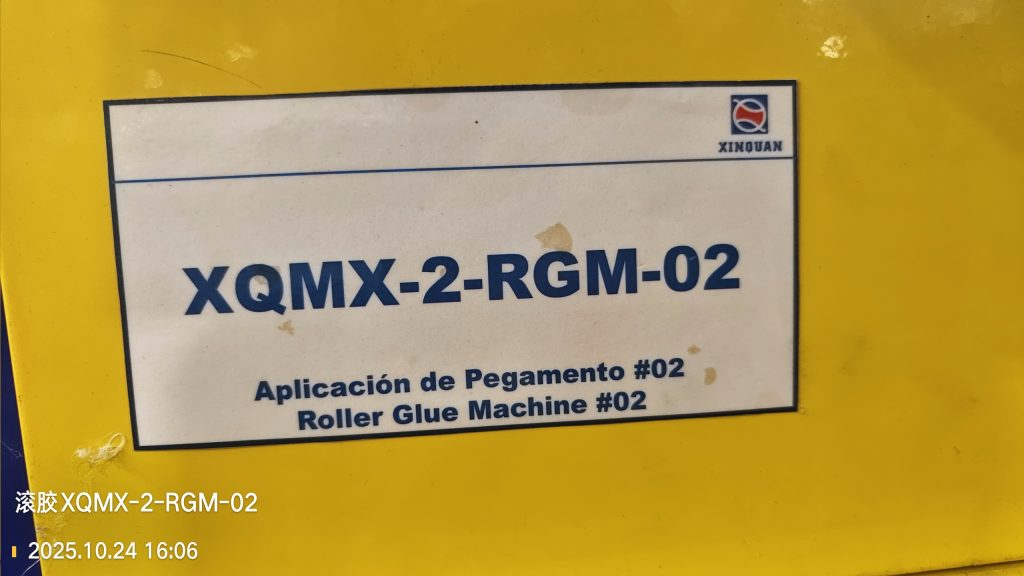 XINQUAN
XQMX-2-RGM-02
Aplicación de Pegamento #02
Roller Glue Machine #02
滚胶XQMX-2-RGM-02
2025.10.24 16:06